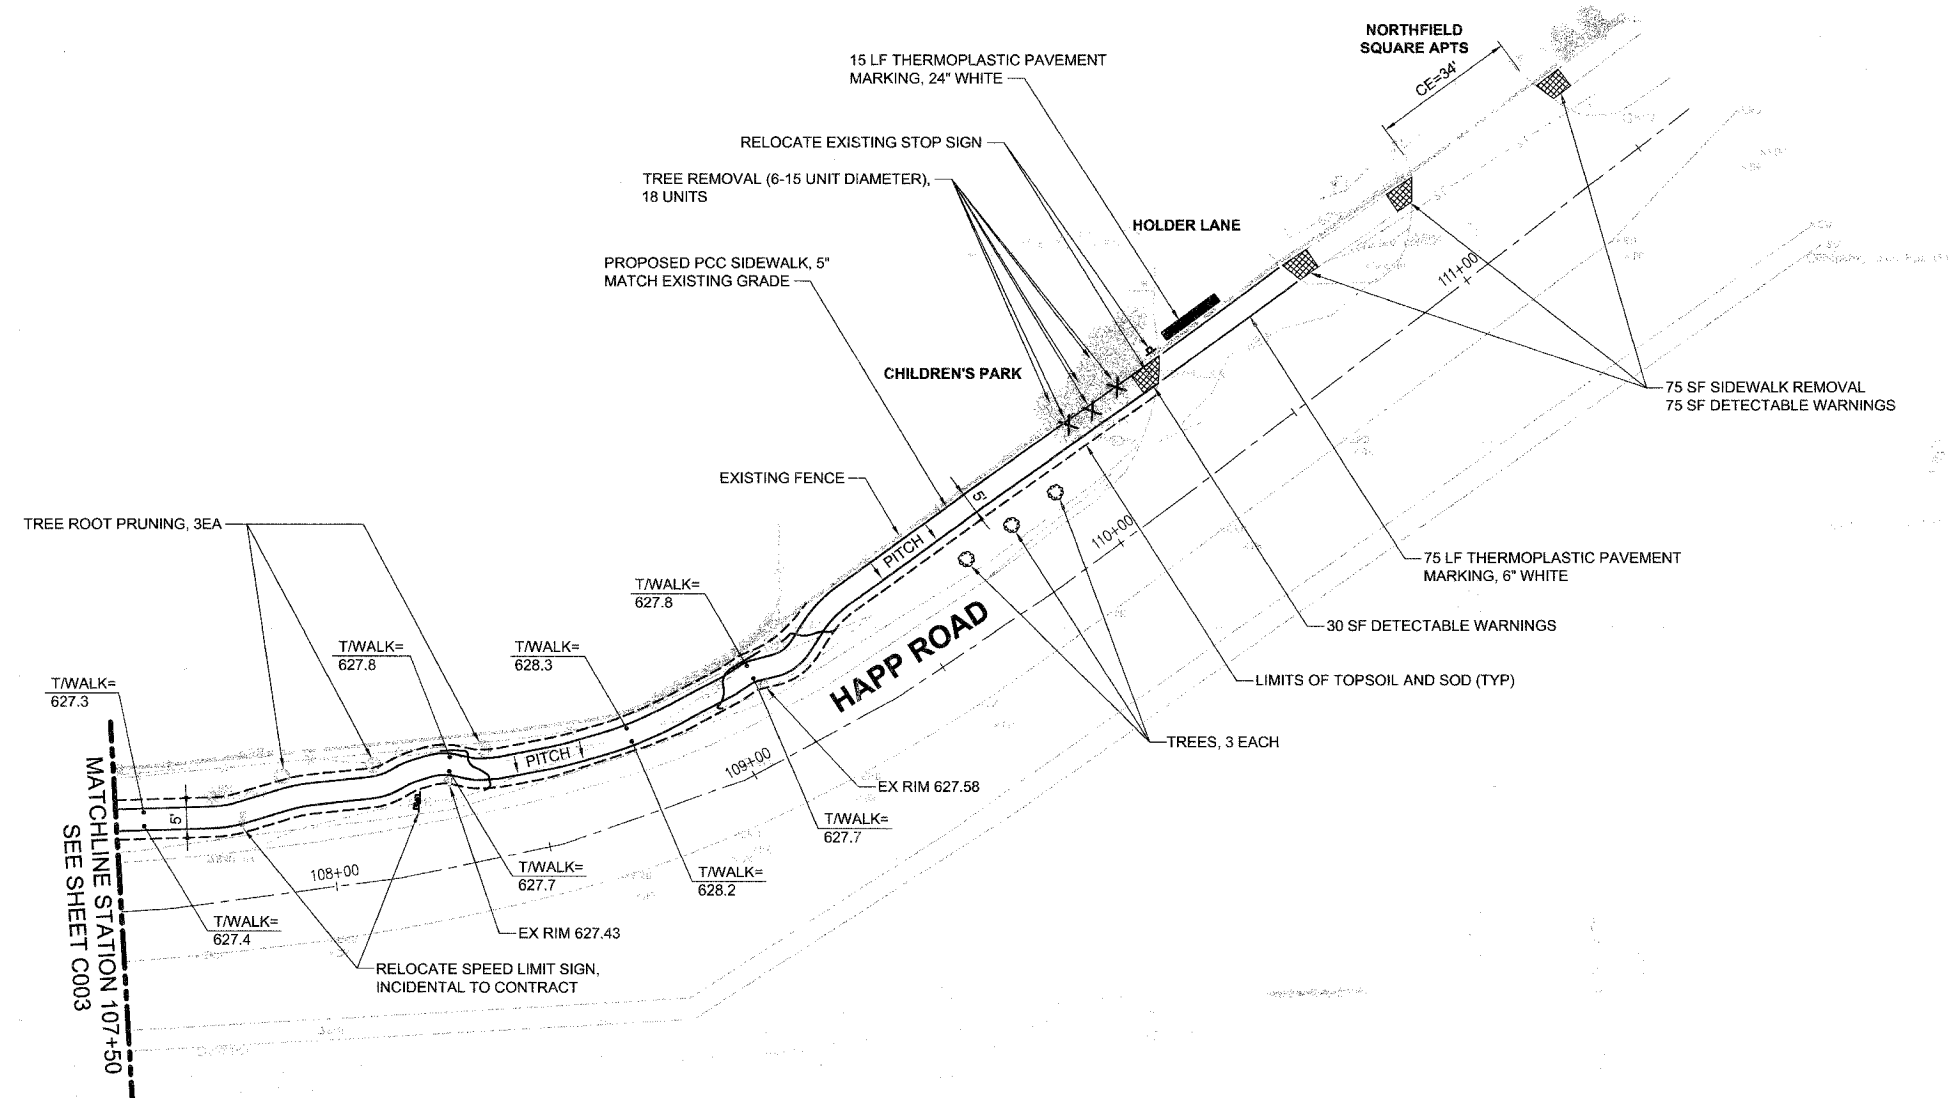 NORTHFIELD
SQUARE APTS
CE=34'
15 LF THERMOPLASTIC PAVEMENT
MARKING, 24" WHITE
RELOCATE EXISTING STOP SIGN
TREE REMOVAL (6-15 UNIT DIAMETER),
18 UNITS
HOLDER LANE
PROPOSED PCC SIDEWALK, 5"
MATCH EXISTING GRADE
111+00
CHILDREN'S PARK
75 SF SIDEWALK REMOVAL
75 SF DETECTABLE WARNINGS
EXISTING FENCE
5'
TREE ROOT PRUNING, 3EA
110+00
PITCH
75 LF THERMOPLASTIC PAVEMENT
MARKING, 6" WHITE
T/WALK=
627.8
HAPP ROAD
30 SF DETECTABLE WARNINGS
T/WALK=
627.8
T/WALK=
628.3
LIMITS OF TOPSOIL AND SOD (TYP)
T/WALK=
627.3
TREES, 3 EACH
PITCH
109+00
EX RIM 627.58
T/WALK=
627.7
5'
108+00
T/WALK=
627.7
T/WALK=
628.2
T/WALK=
627.4
EX RIM 627.43
RELOCATE SPEED LIMIT SIGN,
INCIDENTAL TO CONTRACT
MATCHLINE STATION 107+50
SEE SHEET C003